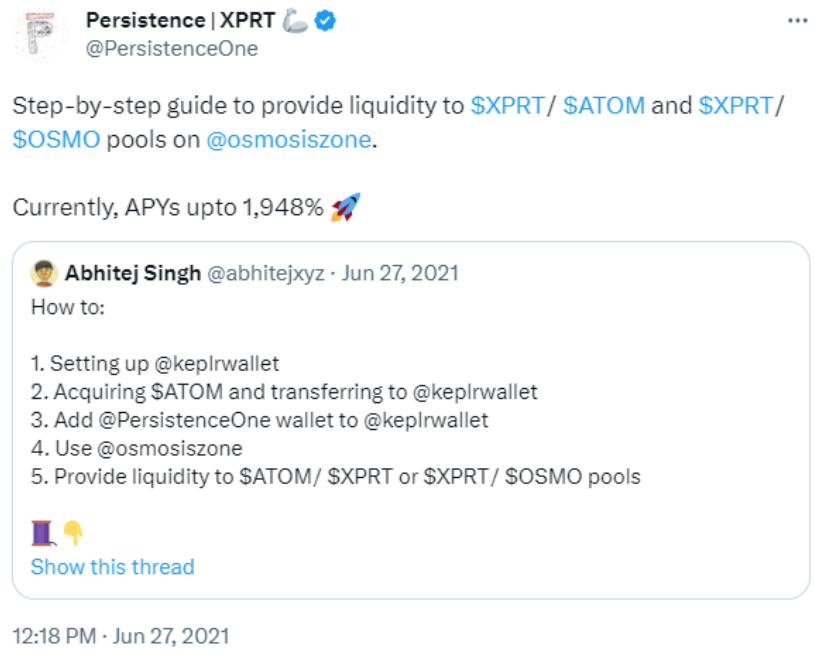 Persistence | XPRT 🦾
@PersistenceOne
Step-by-step guide to provide liquidity to $XPRT/ $ATOM and $XPRT/
$OSMO pools on @osmosiszone.
Currently, APYs upto 1,948% 🚀
Abhitej Singh @abhitejxyz · Jun 27, 2021
How to:
1. Setting up @keplrwallet
2. Acquiring $ATOM and transferring to @keplrwallet
3. Add @PersistenceOne wallet to @keplrwallet
4. Use @osmosiszone
5. Provide liquidity to $ATOM/ $XPRT or $XPRT/ $OSMO pools
🧵👇
Show this thread
12:18 PM · Jun 27, 2021